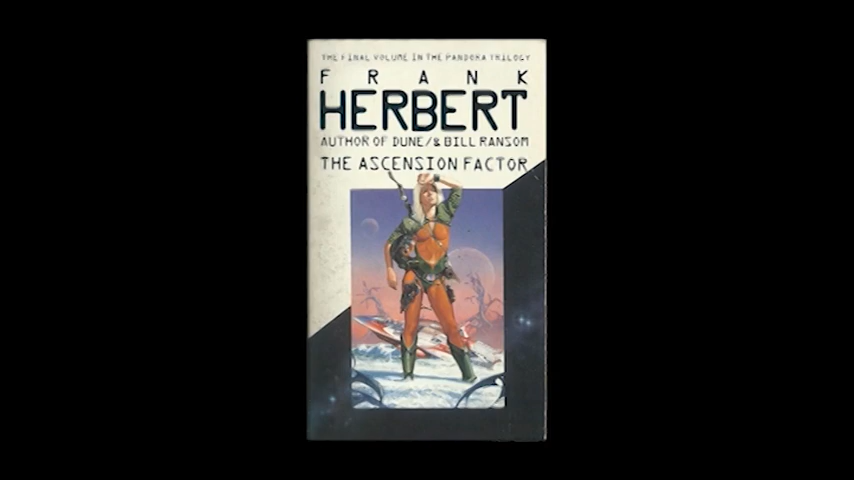 THE FINAL VOLUME IN THE PANDORA TRILOGY
FRANK
HERBERT
AUTHOR OF DUNE/& BILL RANSOM
THE ASCENSION FACTOR